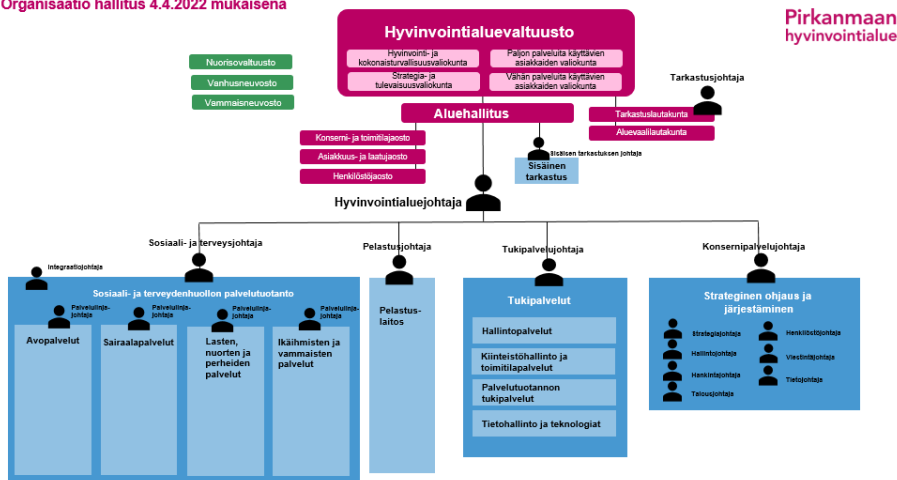 Organisaatio hallitus 4.4.2022 mukaisena
Pirkanmaan
hyvinvointialue
Hyvinvointialuevaltuusto
Hyvinvointi- ja
kokonaisturvallisuusvaliokunta
Paljon palveluita käyttävien
asiakkaiden valiokunta
Strategia- ja
tulevaisuusvaliokunta
Vähän palveluita käyttävien
asiakkaiden valiokunta
Nuorisovaltuusto
Vanhusneuvosto
Vammaisneuvosto
Tarkastusjohtaja
Aluehallitus
Tarkastuslautakunta
Aluevaalilautakunta
Konserni- ja toimitilajaosto
Asiakkuus- ja laatujaosto
Henkilöstöjaosto
Sisäisen tarkastuksen johtaja
Sisäinen
tarkastus
Hyvinvointialuejohtaja
Sosiaali- ja terveysjohtaja
Pelastusjohtaja
Tukipalvelujohtaja
Konsernipalvelujohtaja
Integraatiojohtaja
Sosiaali- ja terveydenhuollon palvelutuotanto
Palvelulinja-
johtaja
Palvelulinja-
johtaja
Palvelulinja-
johtaja
Palvelulinja-
johtaja
Avopalvelut
Sairaalapalvelut
Lasten,
nuorten ja
perheiden
palvelut
Ikäihmisten ja
vammaisten
palvelut
Pelastus-
laitos
Tukipalvelut
Hallintopalvelut
Kiinteistöhallinto ja
toimitilapalvelut
Palvelutuotannon
tukipalvelut
Tietohallinto ja teknologiat
Strateginen ohjaus ja
järjestäminen
Strategiajohtaja
Hallintojohtaja
Hankintajohtaja
Talousjohtaja
Henkilöstöjohtaja
Viestintäjohtaja
Tietojohtaja